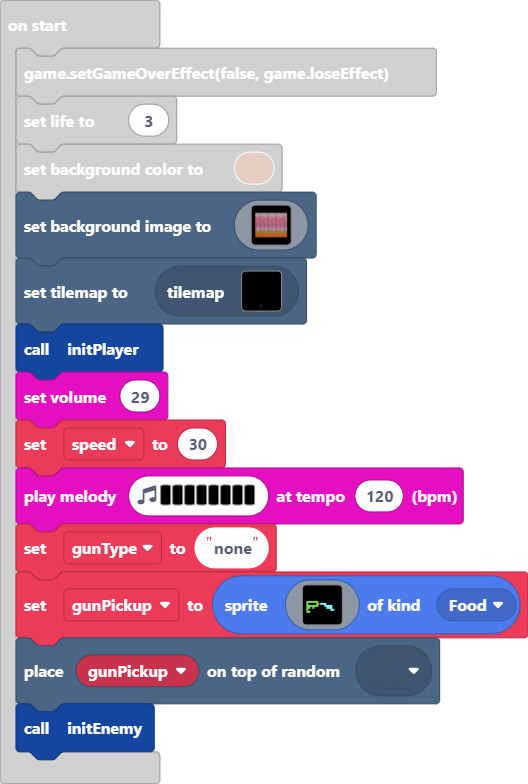 on start
game.setGameOverEffect(false, game.loseEffect)
set life to 3
set background color to
set background image to
set tilemap to tilemap
call initPlayer
set volume 29
set speed to 30
play melody at tempo 120 (bpm)
set gunType to "none"
set gunPickup to sprite of kind Food
place gunPickup on top of random
call initEnemy